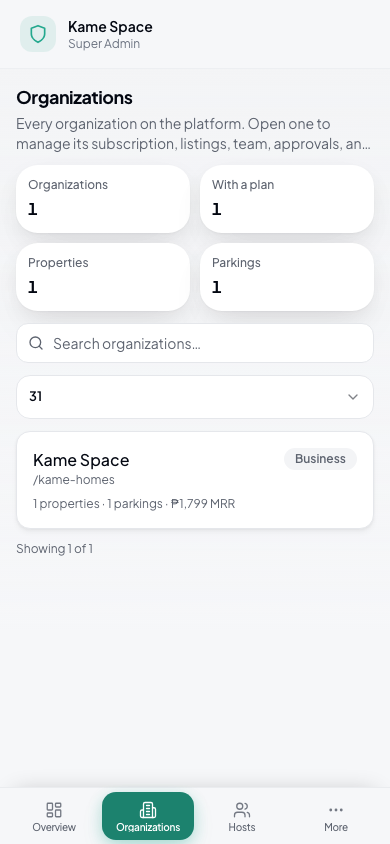 Kame Space
Super Admin
Organizations
Every organization on the platform. Open one to
manage its subscription, listings, team, approvals, an...
Organizations
1
With a plan
1
Properties
1
Parkings
1
Search organizations...
31
Kame Space
Business
/kame-homes
1 properties · 1 parkings · ₱1,799 MRR
Showing 1 of 1
Overview
Organizations
Hosts
More